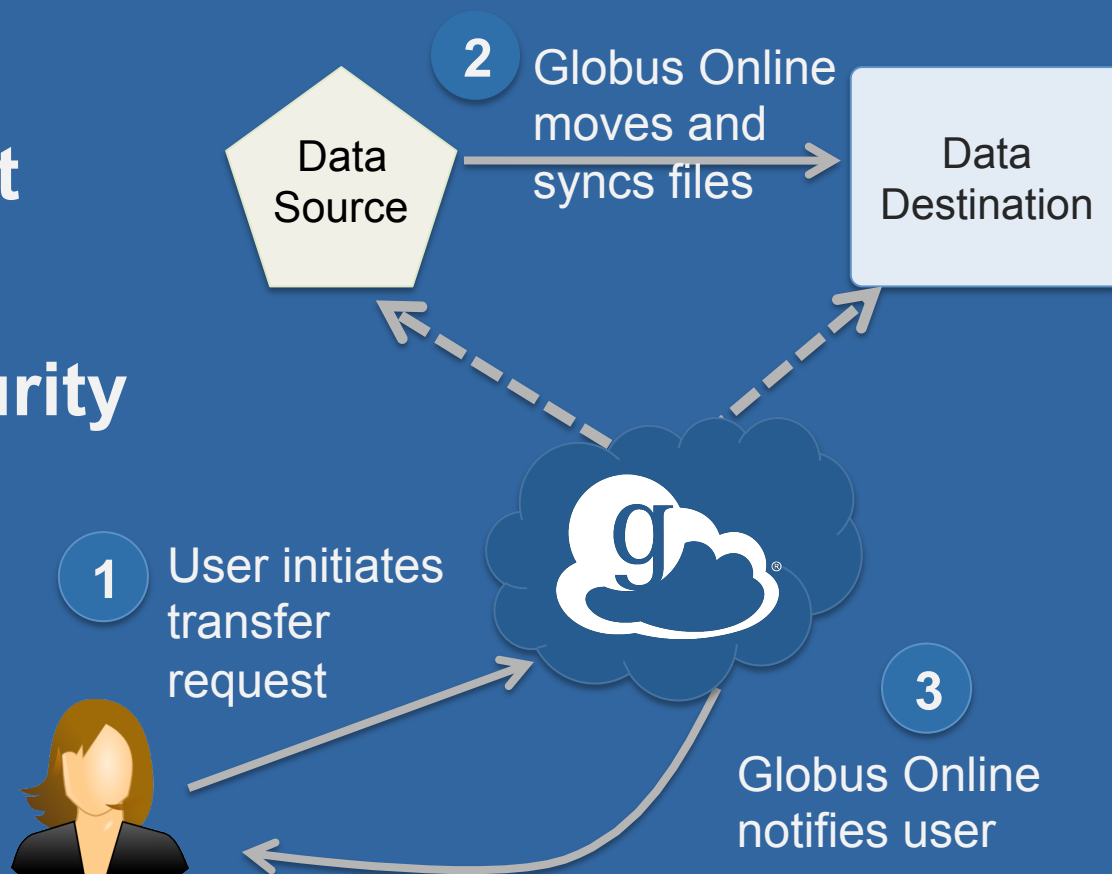 t
urity
2
Globus Online
moves and
syncs files
Data
Source
Data
Destination
1
User initiates
transfer
request
g
®
3
Globus Online
notifies user